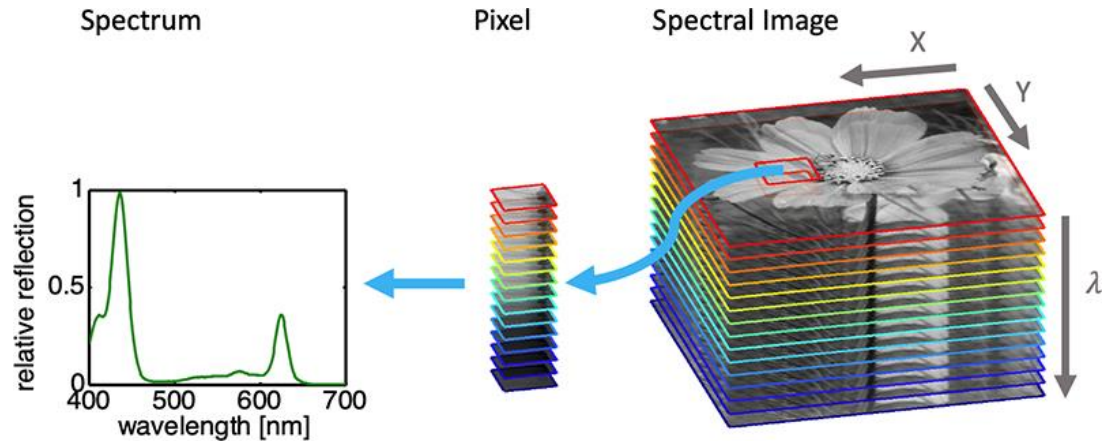 Spectrum
Pixel
Spectral Image
X
Y
λ
relative reflection
1
0.5
0
400 500 600 700
wavelength [nm]